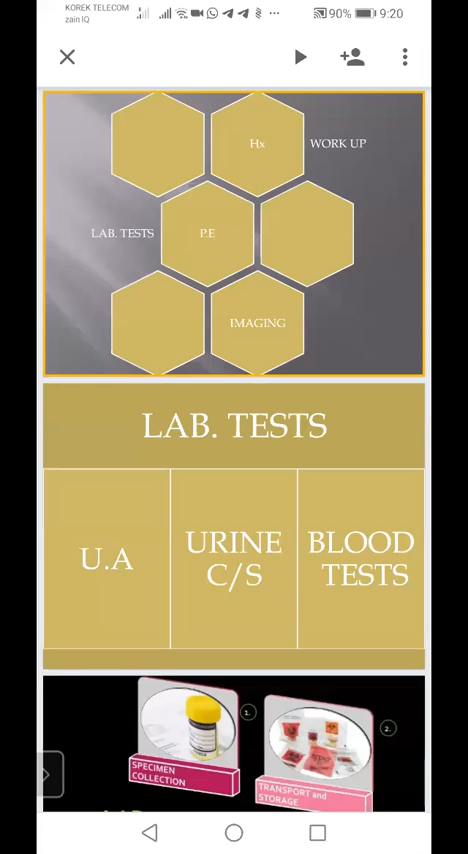 KOREK TELECOM
zain IQ
90%
9:20
Hx
WORK UP
LAB. TESTS
P.E
IMAGING
LAB. TESTS
U.A
URINE
C/S
BLOOD
TESTS
1.
2.
SPECIMEN
COLLECTION
TRANSPORT and
STORAGE